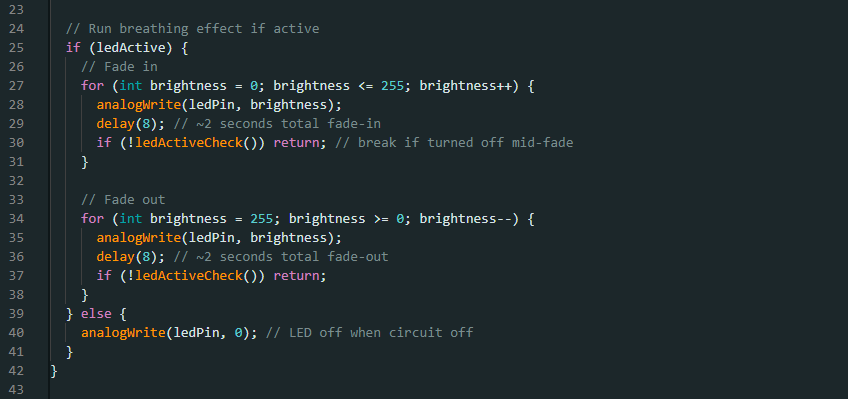 23
24 // Run breathing effect if active
25 if (ledActive) {
26 // Fade in
27 for (int brightness = 0; brightness <= 255; brightness++) {
28 analogWrite(ledPin, brightness);
29 delay(8); // ~2 seconds total fade-in
30 if (!ledActiveCheck()) return; // break if turned off mid-fade
31 }
32
33 // Fade out
34 for (int brightness = 255; brightness >= 0; brightness--) {
35 analogWrite(ledPin, brightness);
36 delay(8); // ~2 seconds total fade-out
37 if (!ledActiveCheck()) return;
38 }
39 } else {
40 analogWrite(ledPin, 0); // LED off when circuit off
41 }
42 }
43